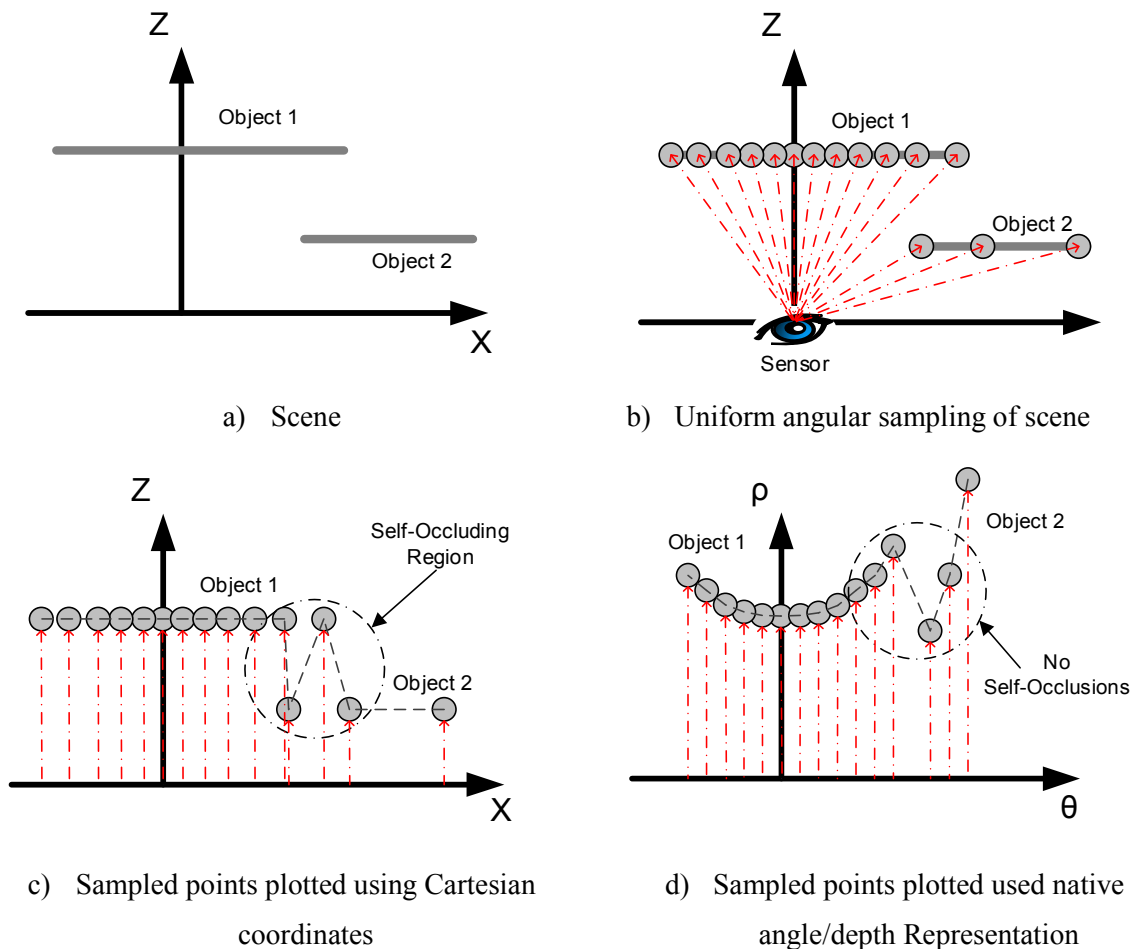 Z
Object 1
Object 2
X
a) Scene
Z
Object 1
Object 2
Sensor
b) Uniform angular sampling of scene
Z
Self-Occluding
Region
Object 1
Object 2
X
c) Sampled points plotted using Cartesian
coordinates
ρ
Object 1
Object 2
No
Self-Occlusions
θ
d) Sampled points plotted used native
angle/depth Representation